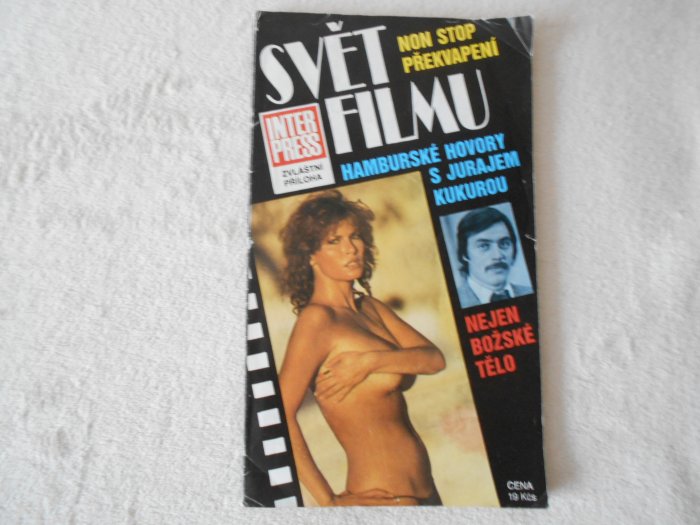 SVĚT
FILMU
NON STOP
PŘEKVAPENÍ
INTER
PRESS
ZVLÁŠTNÍ
PŘÍLOHA
HAMBURSKÉ HOVORY
S JURAJEM
KUKUROU
NEJEN
BOŽSKÉ
TĚLO
CENA
19 Kčs